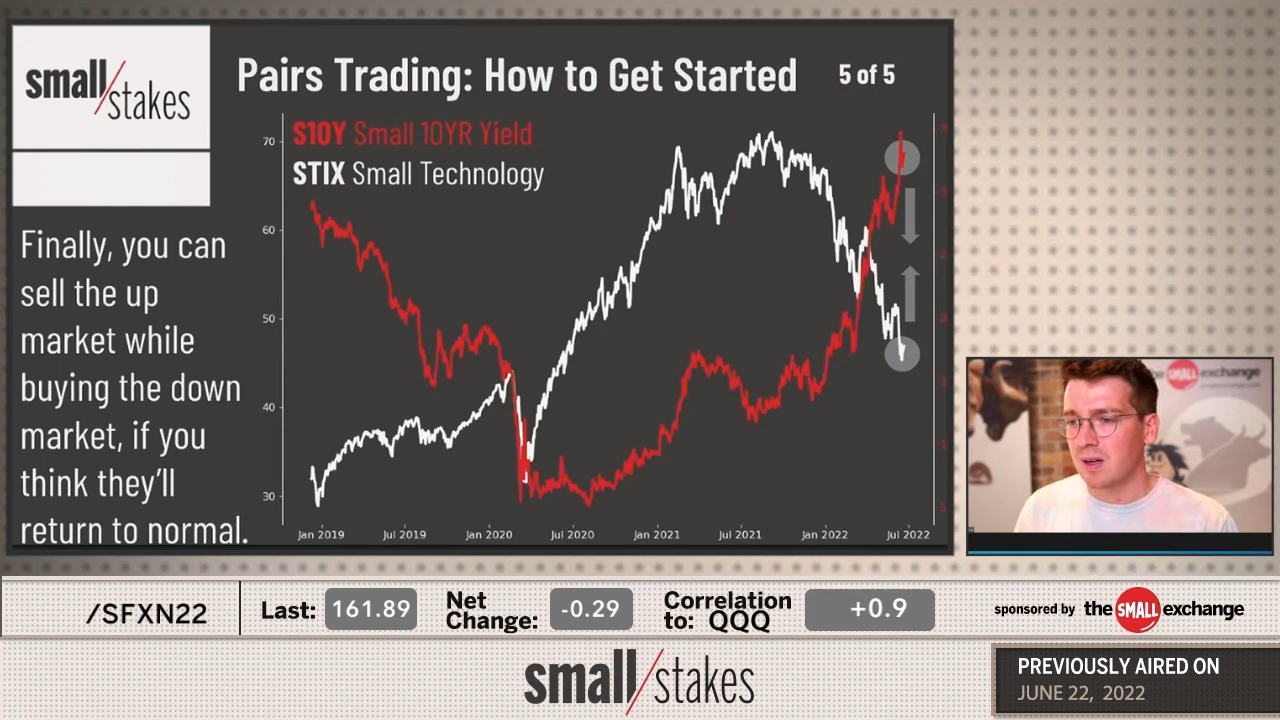 small/stakes
Pairs Trading: How to Get Started
5 of 5
S10Y Small 10YR Yield
STIX Small Technology
Finally, you can
sell the up
market while
buying the down
market, if you
think they'll
return to normal.
70
60
50
40
30
Jan 2019 Jul 2019 Jan 2020 Jul 2020 Jan 2021 Jul 2021 Jan 2022 Jul 2022
SMALL exchange
/SFXN22
Last: 161.89
Net
Change: -0.29
Correlation
to: QQQ
+0.9
sponsored by the SMALL exchange
small/stakes
PREVIOUSLY AIRED ON
JUNE 22, 2022